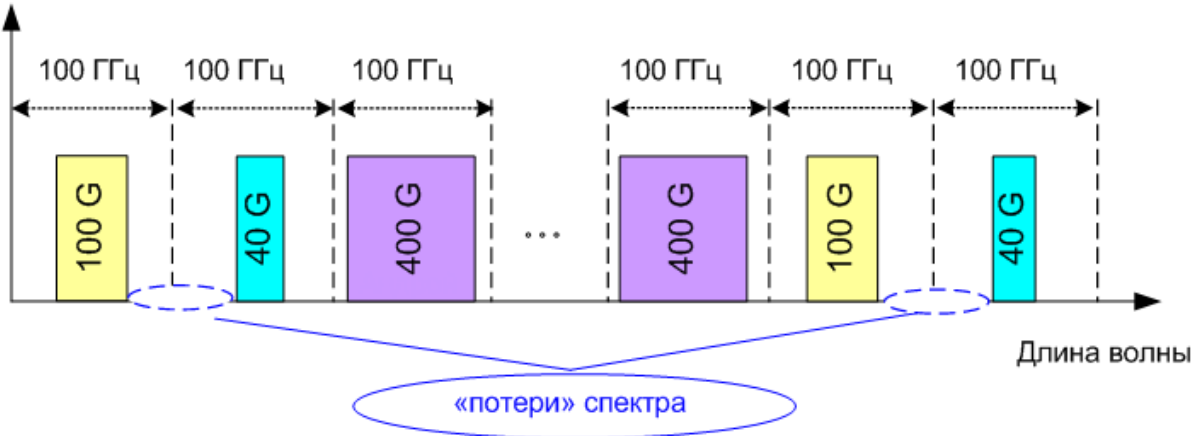 100 ГГц 100 ГГц 100 ГГц 100 ГГц 100 ГГц 100 ГГц
100 G 40 G 400 G ... 400 G 100 G 40 G
Длина волны
«потери» спектра